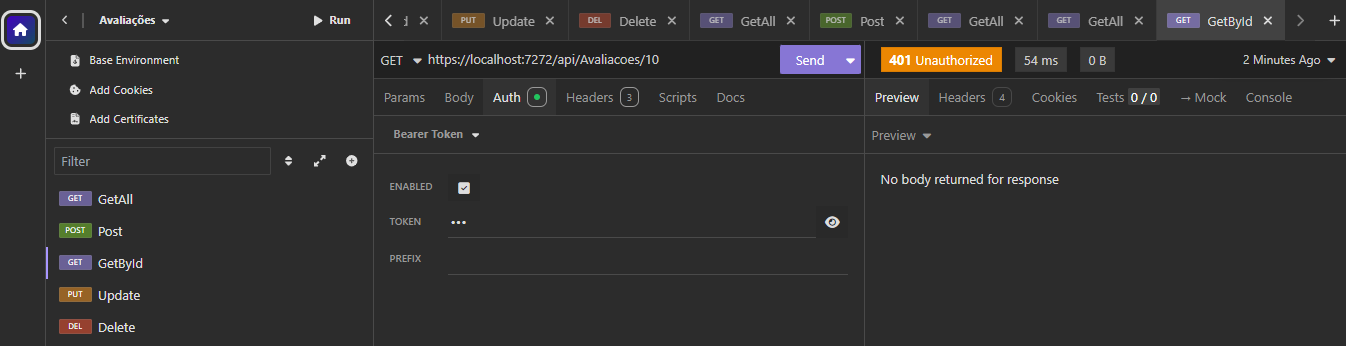 Avaliações
Run
d
PUT Update
DEL Delete
GET GetAll
POST Post
GET GetAll
GET GetAll
GET GetById
Base Environment
Add Cookies
Add Certificates
Filter
GET GetAll
POST Post
GET GetById
PUT Update
DEL Delete
GET https://localhost:7272/api/Avaliacoes/10 Send
Params Body Auth Headers 3 Scripts Docs
Bearer Token
ENABLED
TOKEN •••
PREFIX
401 Unauthorized 54 ms 0 B 2 Minutes Ago
Preview Headers 4 Cookies Tests 0 / 0 → Mock Console
Preview
No body returned for response